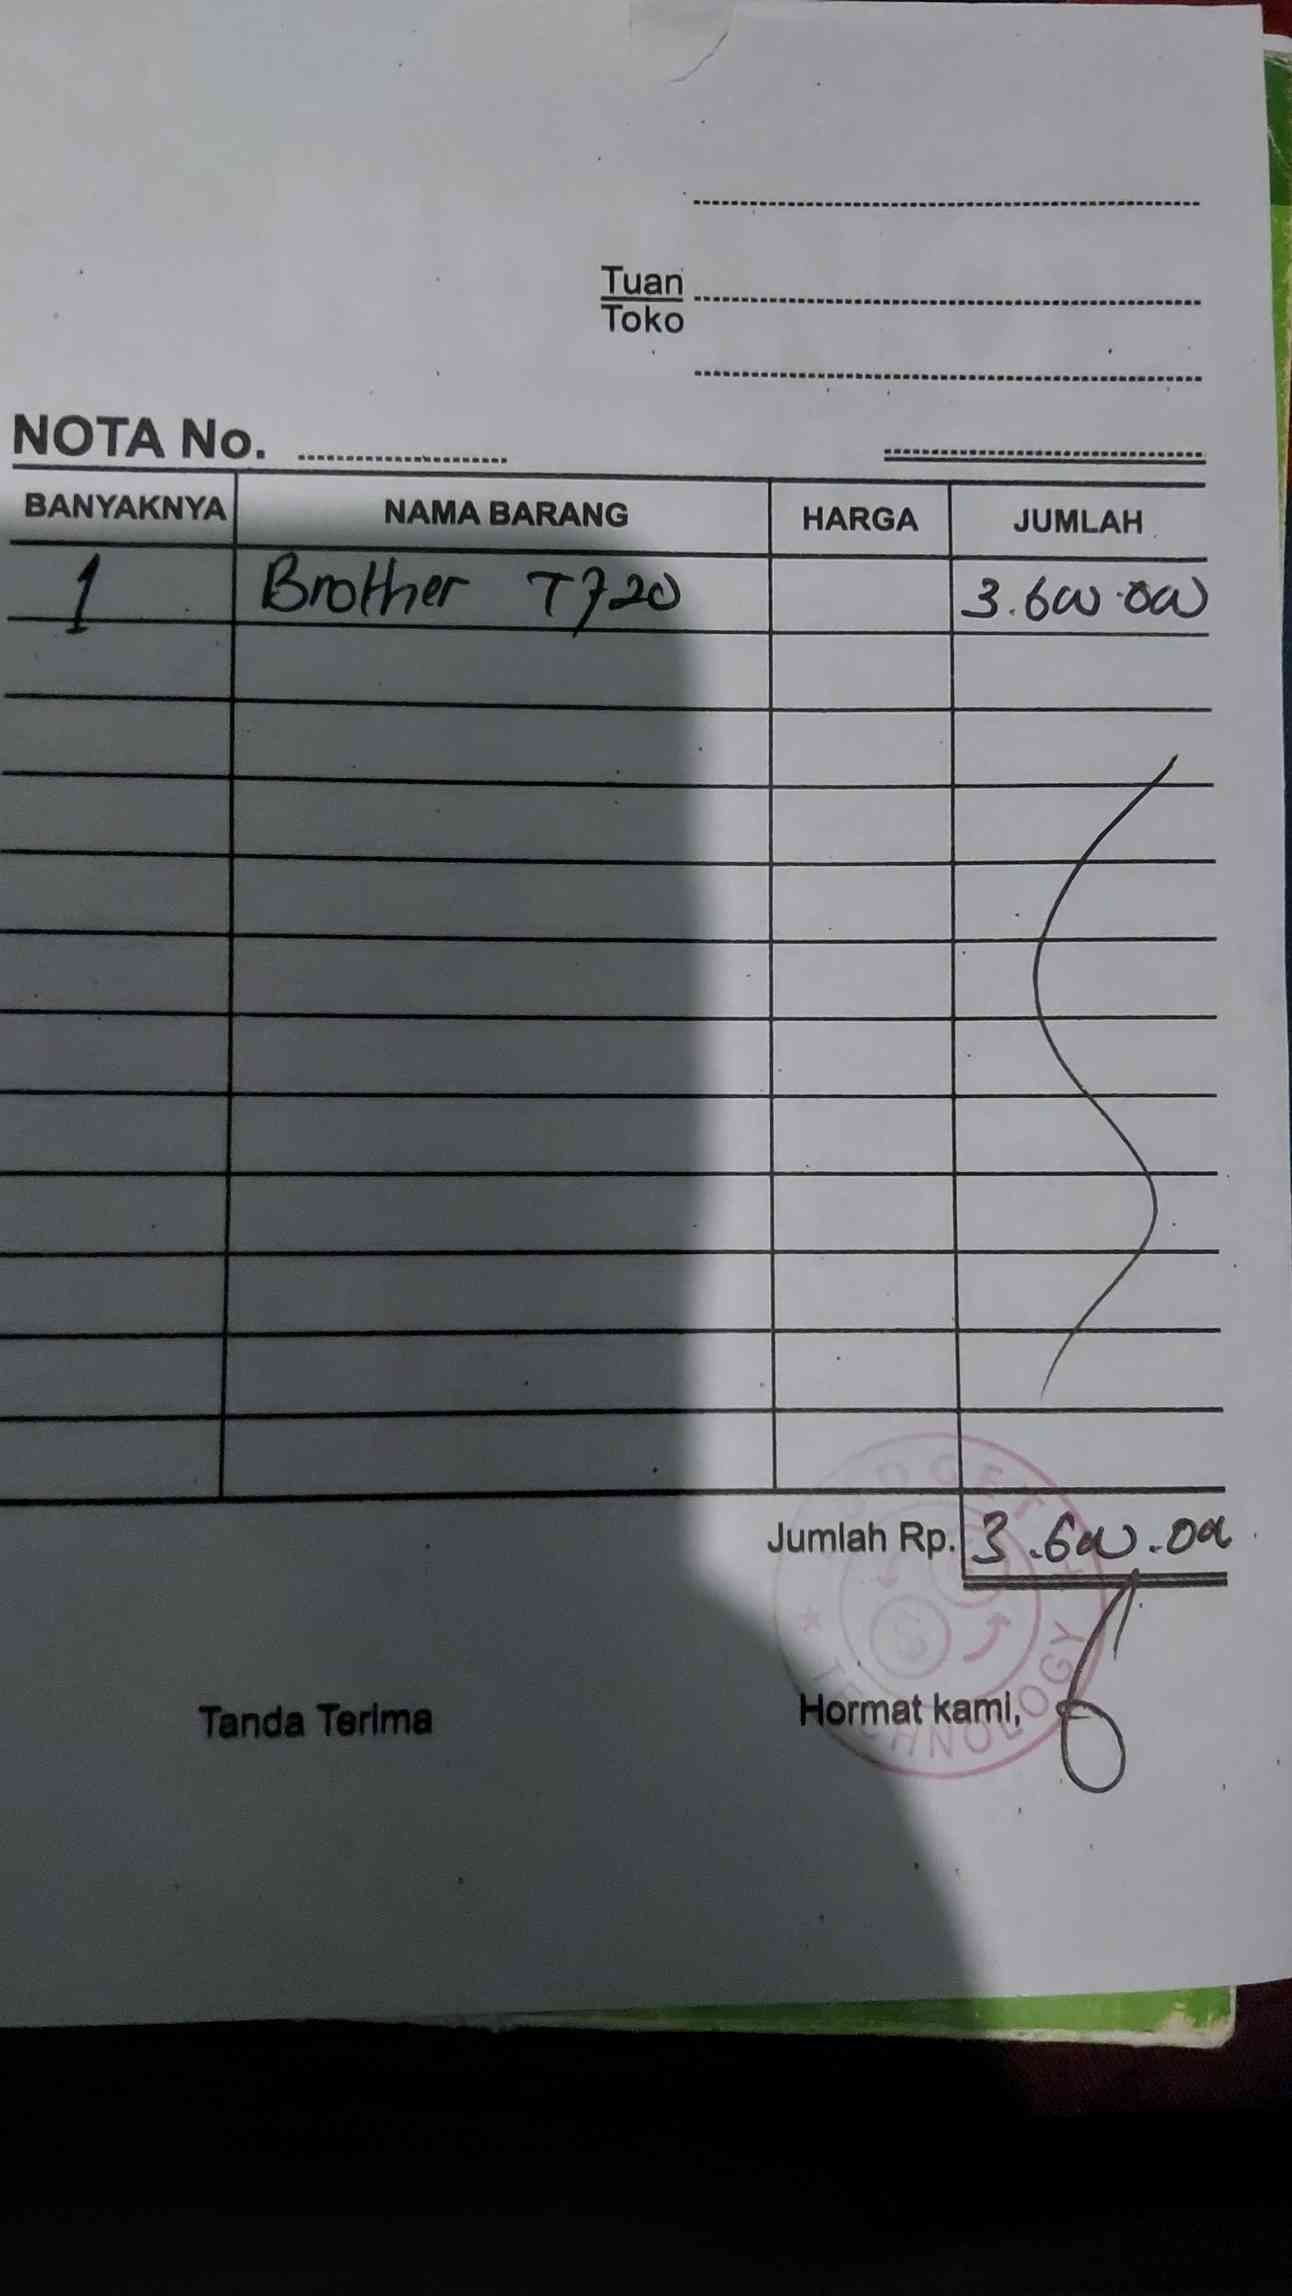 Tuan
Toko
NOTA No.
BANYAKNYA NAMA BARANG HARGA JUMLAH
1 Brother T720 3.600.000
Jumlah Rp. 3.600.000
Tanda Terima Hormat kami,
TECHNOLOGY